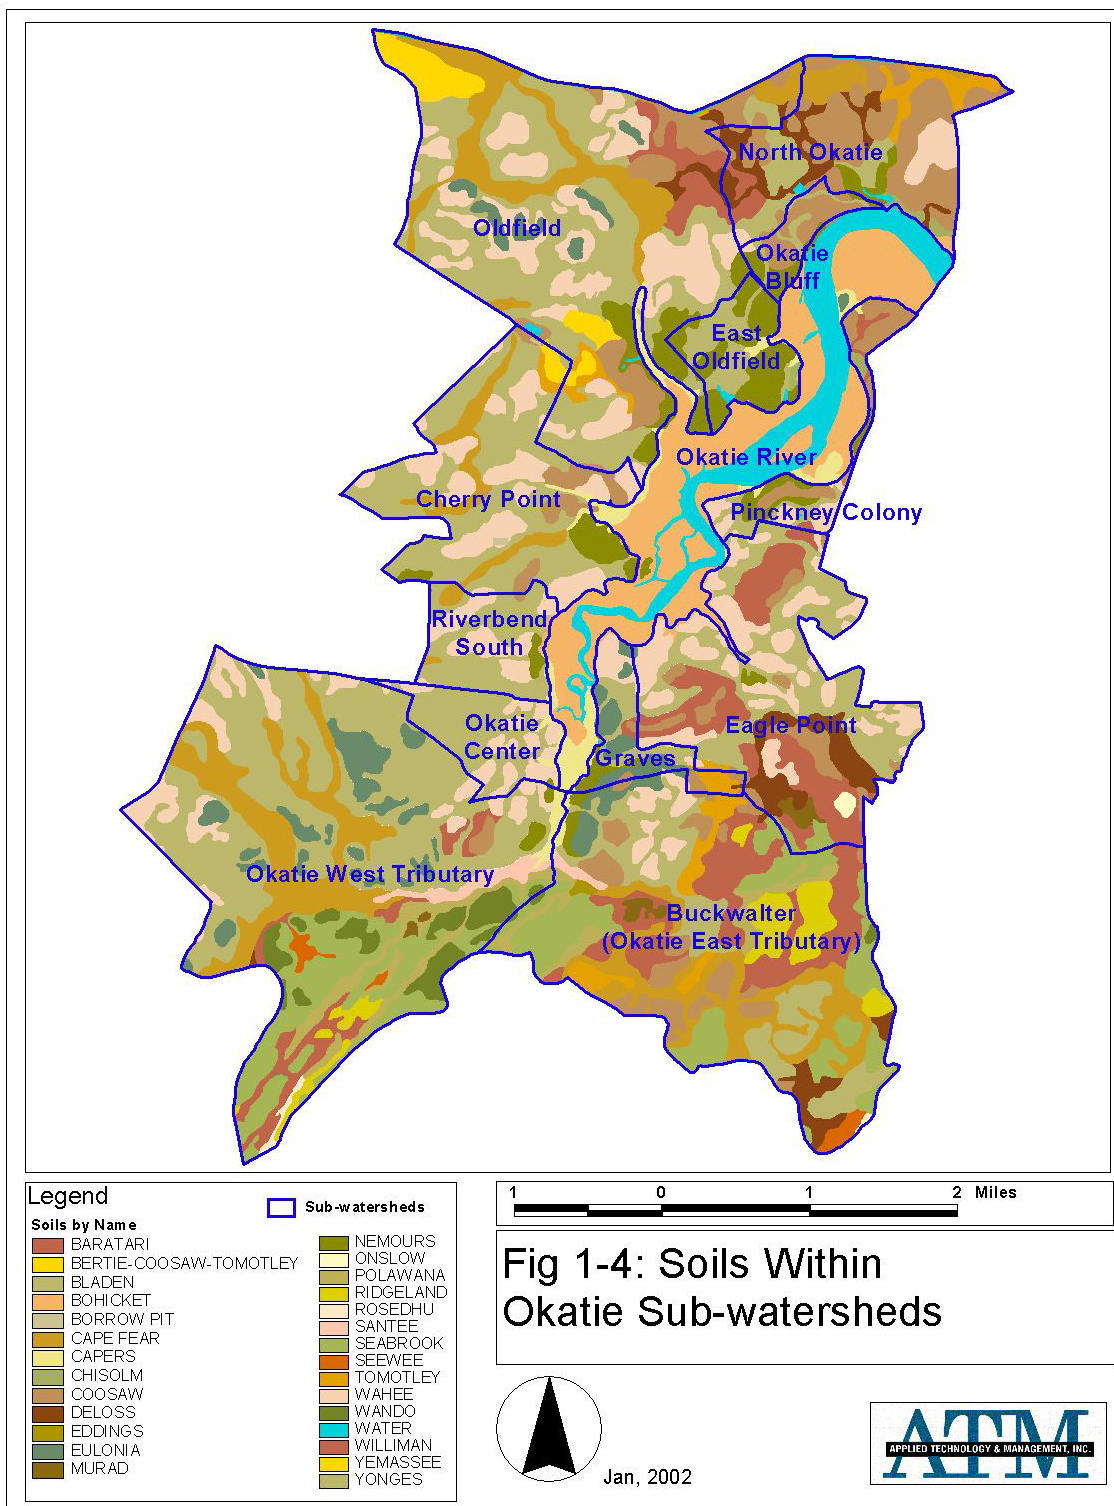 North Okatie
Oldfield
Okatie
Bluff
East
Oldfield
Okatie River
Cherry Point
Pinckney Colony
Riverbend
South
Okatie
Center
Eagle Point
Graves
Okatie West Tributary
Buckwalter
(Okatie East Tributary)
Legend
Sub-watersheds
Soils by Name
BARATARI
BERTIE-COOSAW-TOMOTLEY
BLADEN
BOHICKET
BORROW PIT
CAPE FEAR
CAPERS
CHISOLM
COOSAW
DELOSS
EDDINGS
EULONIA
MURAD
NEMOURS
ONSLOW
POLAWANA
RIDGELAND
ROSEDHU
SANTEE
SEABROOK
SEEWEE
TOMOTLEY
WAHEE
WANDO
WATER
WILLIMAN
YEMASSEE
YONGES
1 0 1 2 Miles
Fig 1-4: Soils Within
Okatie Sub-watersheds
Jan, 2002
ATM
APPLIED TECHNOLOGY & MANAGEMENT, INC.